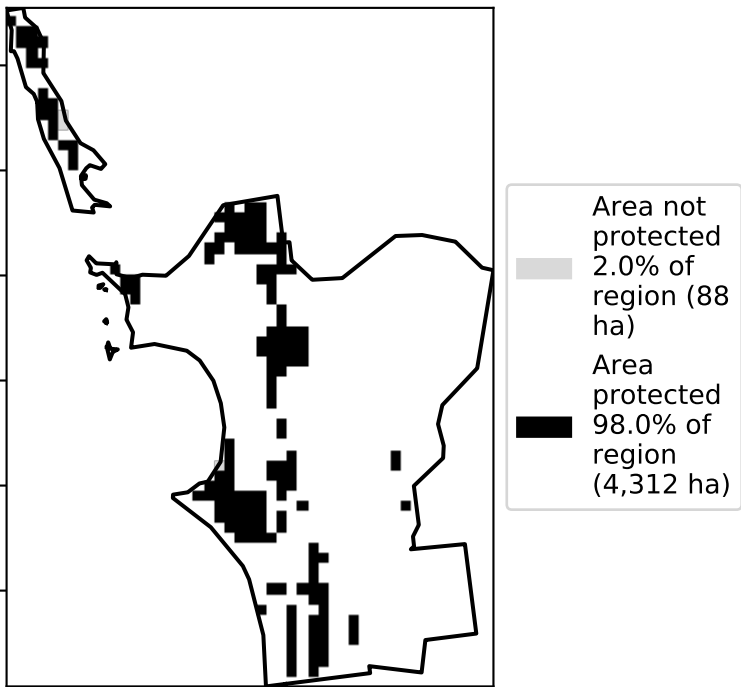 Area not
protected
2.0% of
region (88
ha)
Area
protected
98.0% of
region
(4,312 ha)